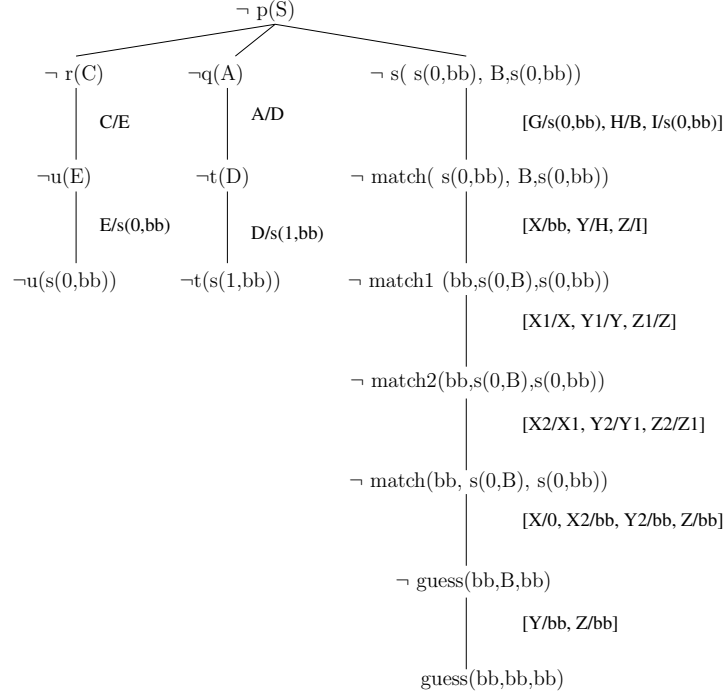 ¬ p(S)
¬ r(C) ¬q(A) ¬ s( s(0,bb), B,s(0,bb))
C/E A/D [G/s(0,bb), H/B, I/s(0,bb)]
¬u(E) ¬t(D) ¬ match( s(0,bb), B,s(0,bb))
E/s(0,bb) D/s(1,bb) [X/bb, Y/H, Z/I]
¬u(s(0,bb)) ¬t(s(1,bb)) ¬ match1 (bb,s(0,B),s(0,bb))
[X1/X, Y1/Y, Z1/Z]
¬ match2(bb,s(0,B),s(0,bb))
[X2/X1, Y2/Y1, Z2/Z1]
¬ match(bb, s(0,B), s(0,bb))
[X/0, X2/bb, Y2/bb, Z/bb]
¬ guess(bb,B,bb)
[Y/bb, Z/bb]
guess(bb,bb,bb)